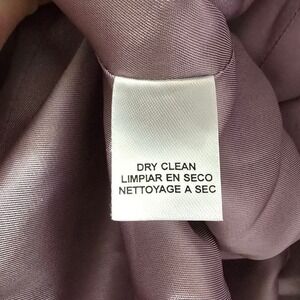 DRY CLEAN
LIMPIAR EN SECO
NETTOYAGE A SEC